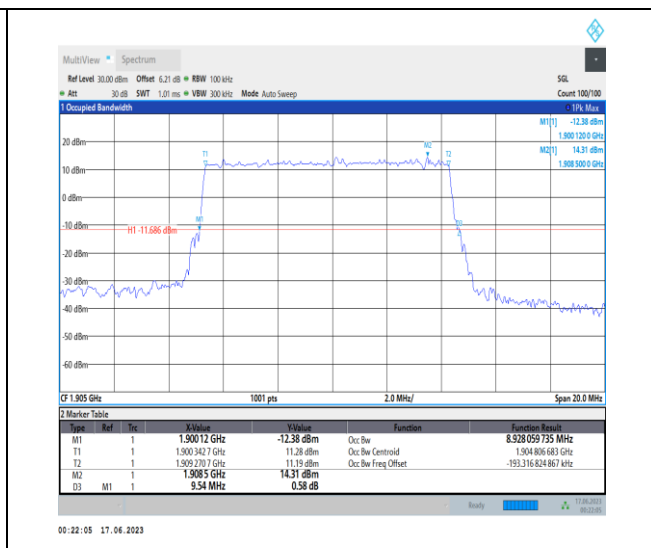 MultiView Spectrum
Ref Level 30.00 dBm Offset 6.21 dB RBW 100 kHz SGL
Att 30 dB SWT 1.01 ms VBW 300 kHz Mode Auto Sweep Count 100/100
1 Occupied Bandwidth 1Pk Max
M1[1] -12.38 dBm
1.900 120 0 GHz
M2[1] 14.31 dBm
1.908 500 0 GHz
20 dBm
T1 M2 T2
10 dBm
0 dBm
-10 dBm
M1
H1 -11.686 dBm
-20 dBm
-30 dBm
-40 dBm
-50 dBm
-60 dBm
CF 1.905 GHz 1001 pts 2.0 MHz/ Span 20.0 MHz
2 Marker Table
Type Ref Trc X-Value Y-Value Function Function Result
M1 1 1.90012 GHz -12.38 dBm Occ Bw 8.928 059 735 MHz
T1 1 1.900 342 7 GHz 11.28 dBm Occ Bw Centroid 1.904 806 683 GHz
T2 1 1.909 270 7 GHz 11.19 dBm Occ Bw Freq Offset -193.316 824 867 kHz
M2 1 1.9085 GHz 14.31 dBm
D3 M1 1 9.54 MHz 0.58 dB
Ready 17.06.2023
00:22:05
00:22:05 17.06.2023